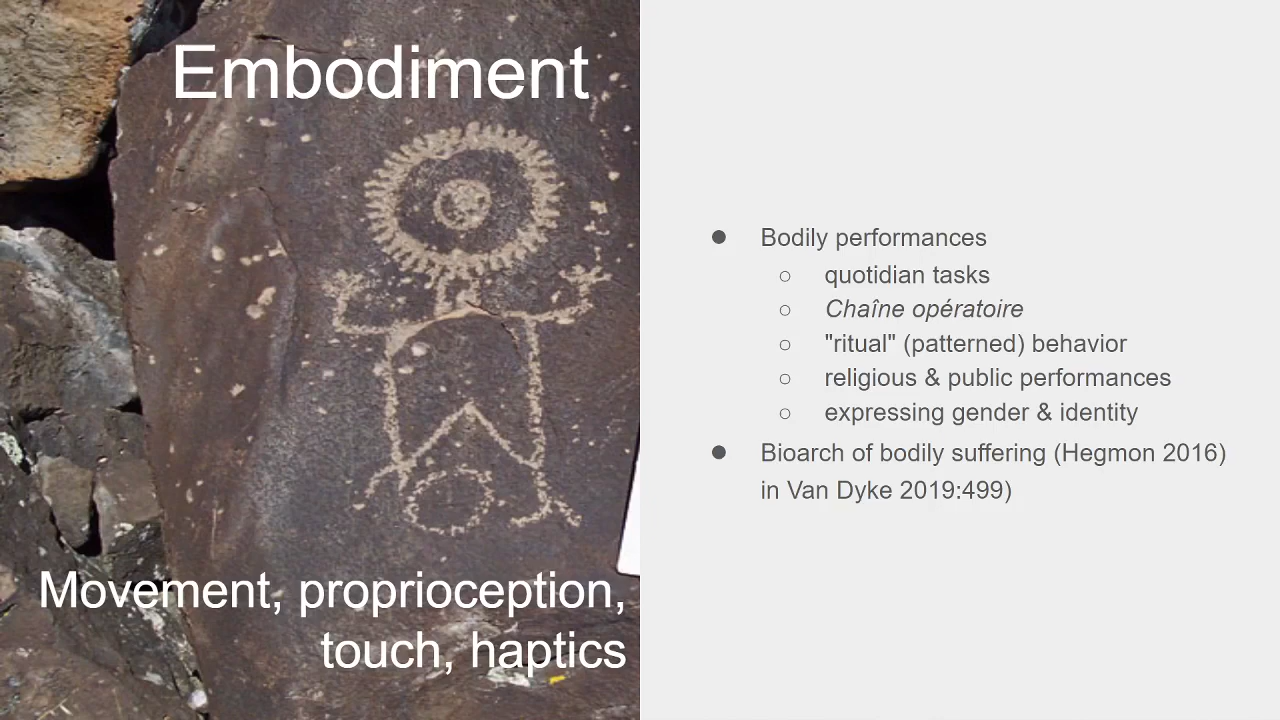 Embodiment
Movement, proprioception,
touch, haptics
● Bodily performances
○ quotidian tasks
○ Chaîne opératoire
○ "ritual" (patterned) behavior
○ religious & public performances
○ expressing gender & identity
● Bioarch of bodily suffering (Hegmon 2016)
in Van Dyke 2019:499)